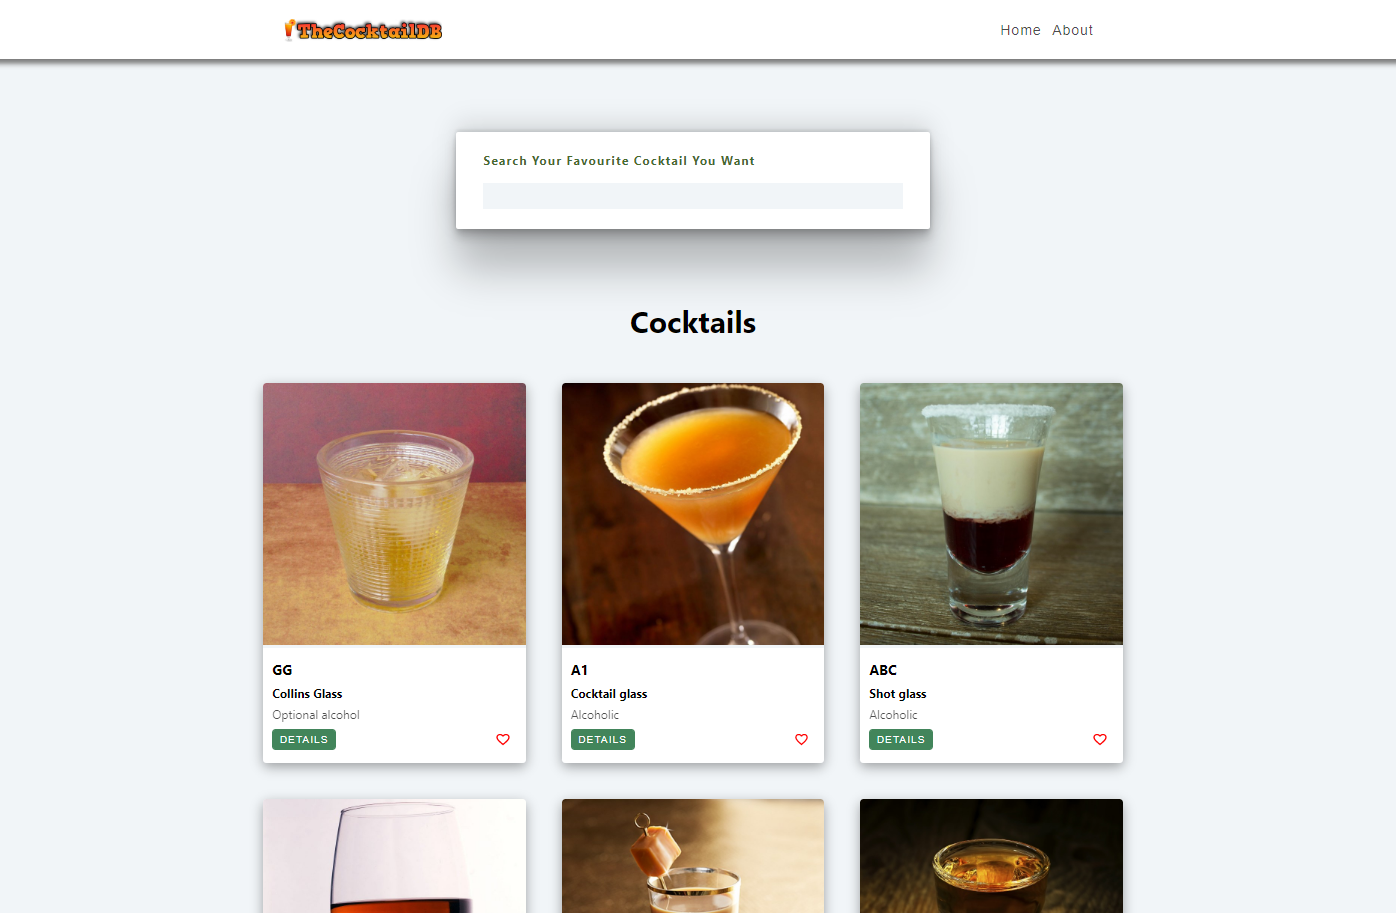 TheCocktailDB
Home About
Search Your Favourite Cocktail You Want
Cocktails
GG
Collins Glass
Optional alcohol
DETAILS
A1
Cocktail glass
Alcoholic
DETAILS
ABC
Shot glass
Alcoholic
DETAILS